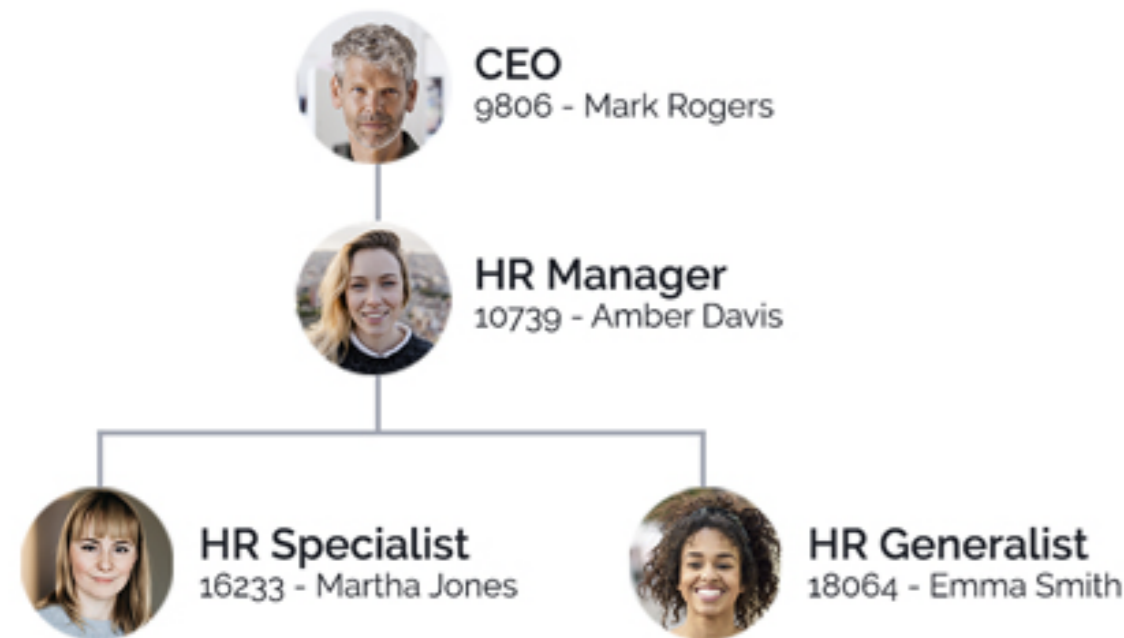 CEO
9806 - Mark Rogers
HR Manager
10739 - Amber Davis
HR Specialist
16233 - Martha Jones
HR Generalist
18064 - Emma Smith